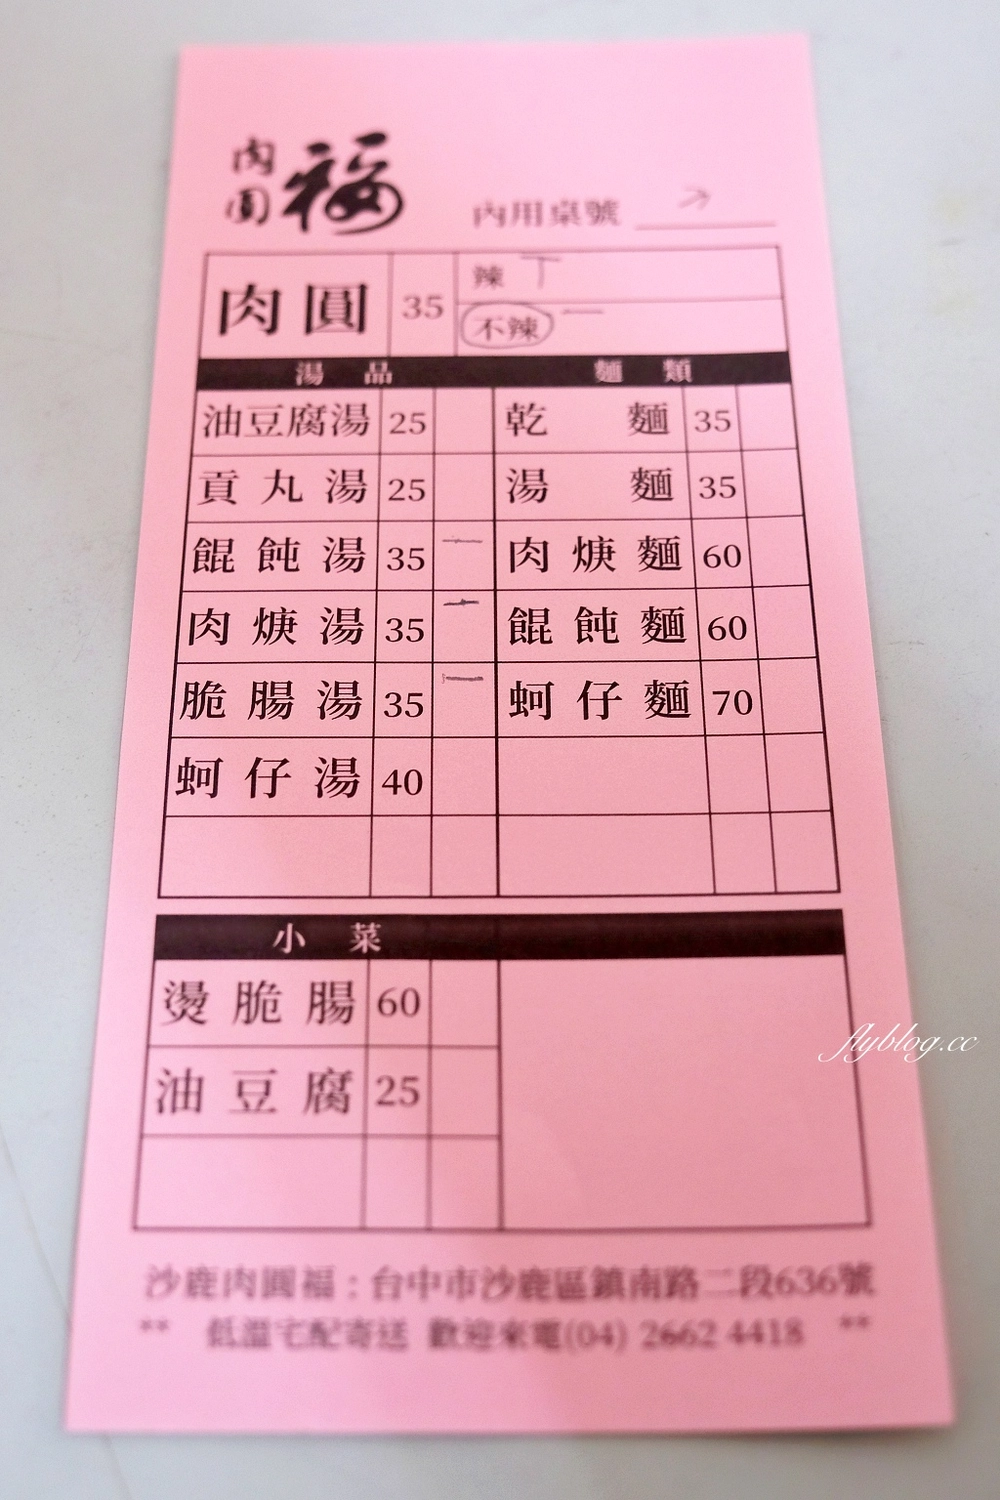 肉圓福
內用桌號
肉圓 35 辣 丅
不辣 一
湯品 麵類
油豆腐湯 25 乾麵 35
貢丸湯 25 湯麵 35
餛飩湯 35 一 肉焿麵 60
肉焿湯 35 一 餛飩麵 60
脆腸湯 35 一 蚵仔麵 70
蚵仔湯 40
小菜
燙脆腸 60
油豆腐 25
沙鹿肉圓福：台中市沙鹿區鎮南路二段636號
** 低溫宅配寄送 歡迎來電(04) 2662 4418 **
flyblog.cc